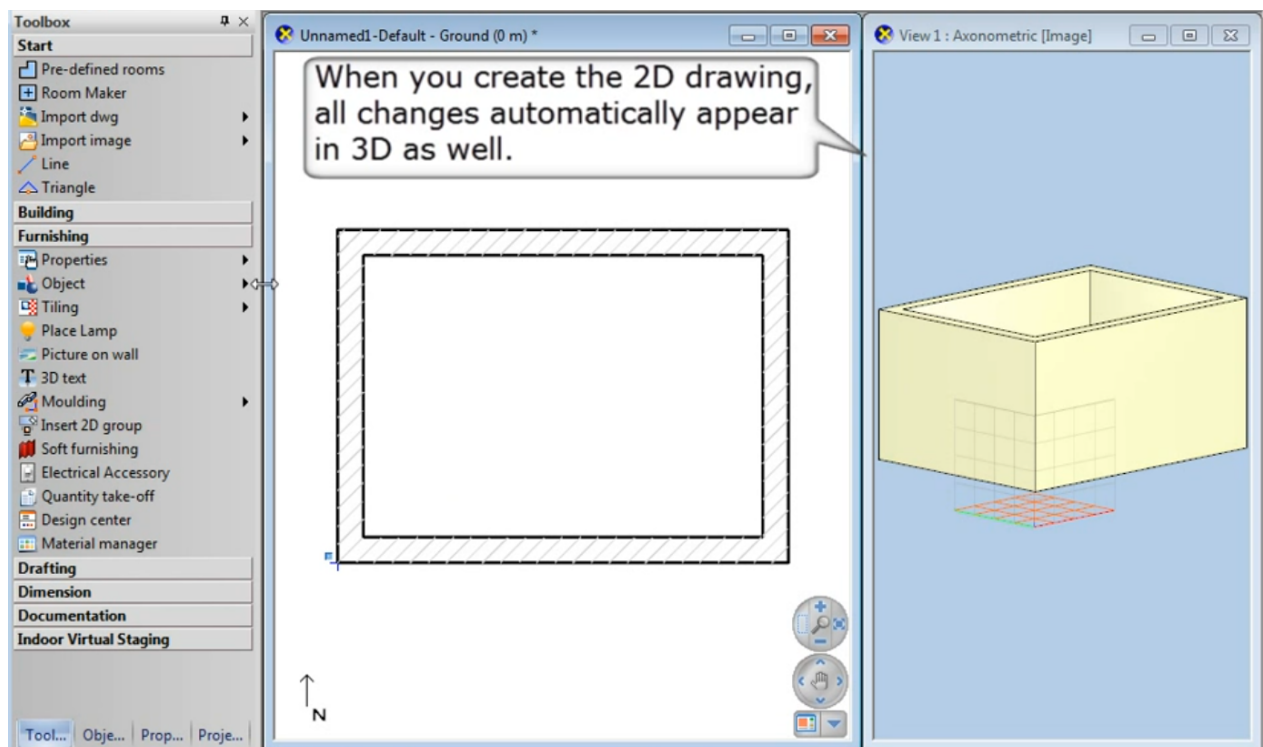 Toolbox
Start
Pre-defined rooms
Room Maker
Import dwg
Import image
Line
Triangle
Building
Furnishing
Properties
Object
Tiling
Place Lamp
Picture on wall
3D text
Moulding
Insert 2D group
Soft furnishing
Electrical Accessory
Quantity take-off
Design center
Material manager
Drafting
Dimension
Documentation
Indoor Virtual Staging
Tool...
Obje...
Prop...
Proje...
Unnamed1-Default - Ground (0 m) *
When you create the 2D drawing,
all changes automatically appear
in 3D as well.
N
View 1 : Axonometric [Image]